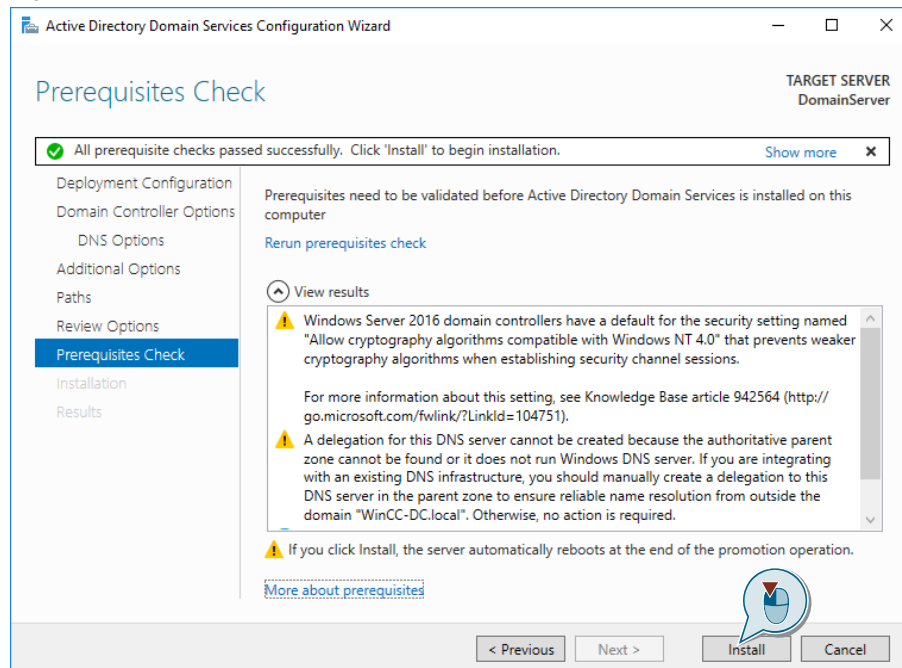 Active Directory Domain Services Configuration Wizard
Prerequisites Check
TARGET SERVER
DomainServer
All prerequisite checks passed successfully. Click 'Install' to begin installation.
Show more
Deployment Configuration
Domain Controller Options
DNS Options
Additional Options
Paths
Review Options
Prerequisites Check
Installation
Results
Prerequisites need to be validated before Active Directory Domain Services is installed on this
computer
Rerun prerequisites check
View results
Windows Server 2016 domain controllers have a default for the security setting named
"Allow cryptography algorithms compatible with Windows NT 4.0" that prevents weaker
cryptography algorithms when establishing security channel sessions.
For more information about this setting, see Knowledge Base article 942564 (http://
go.microsoft.com/fwlink/?LinkId=104751).
A delegation for this DNS server cannot be created because the authoritative parent
zone cannot be found or it does not run Windows DNS server. If you are integrating
with an existing DNS infrastructure, you should manually create a delegation to this
DNS server in the parent zone to ensure reliable name resolution from outside the
domain "WinCC-DC.local". Otherwise, no action is required.
If you click Install, the server automatically reboots at the end of the promotion operation.
More about prerequisites
< Previous
Next >
Install
Cancel